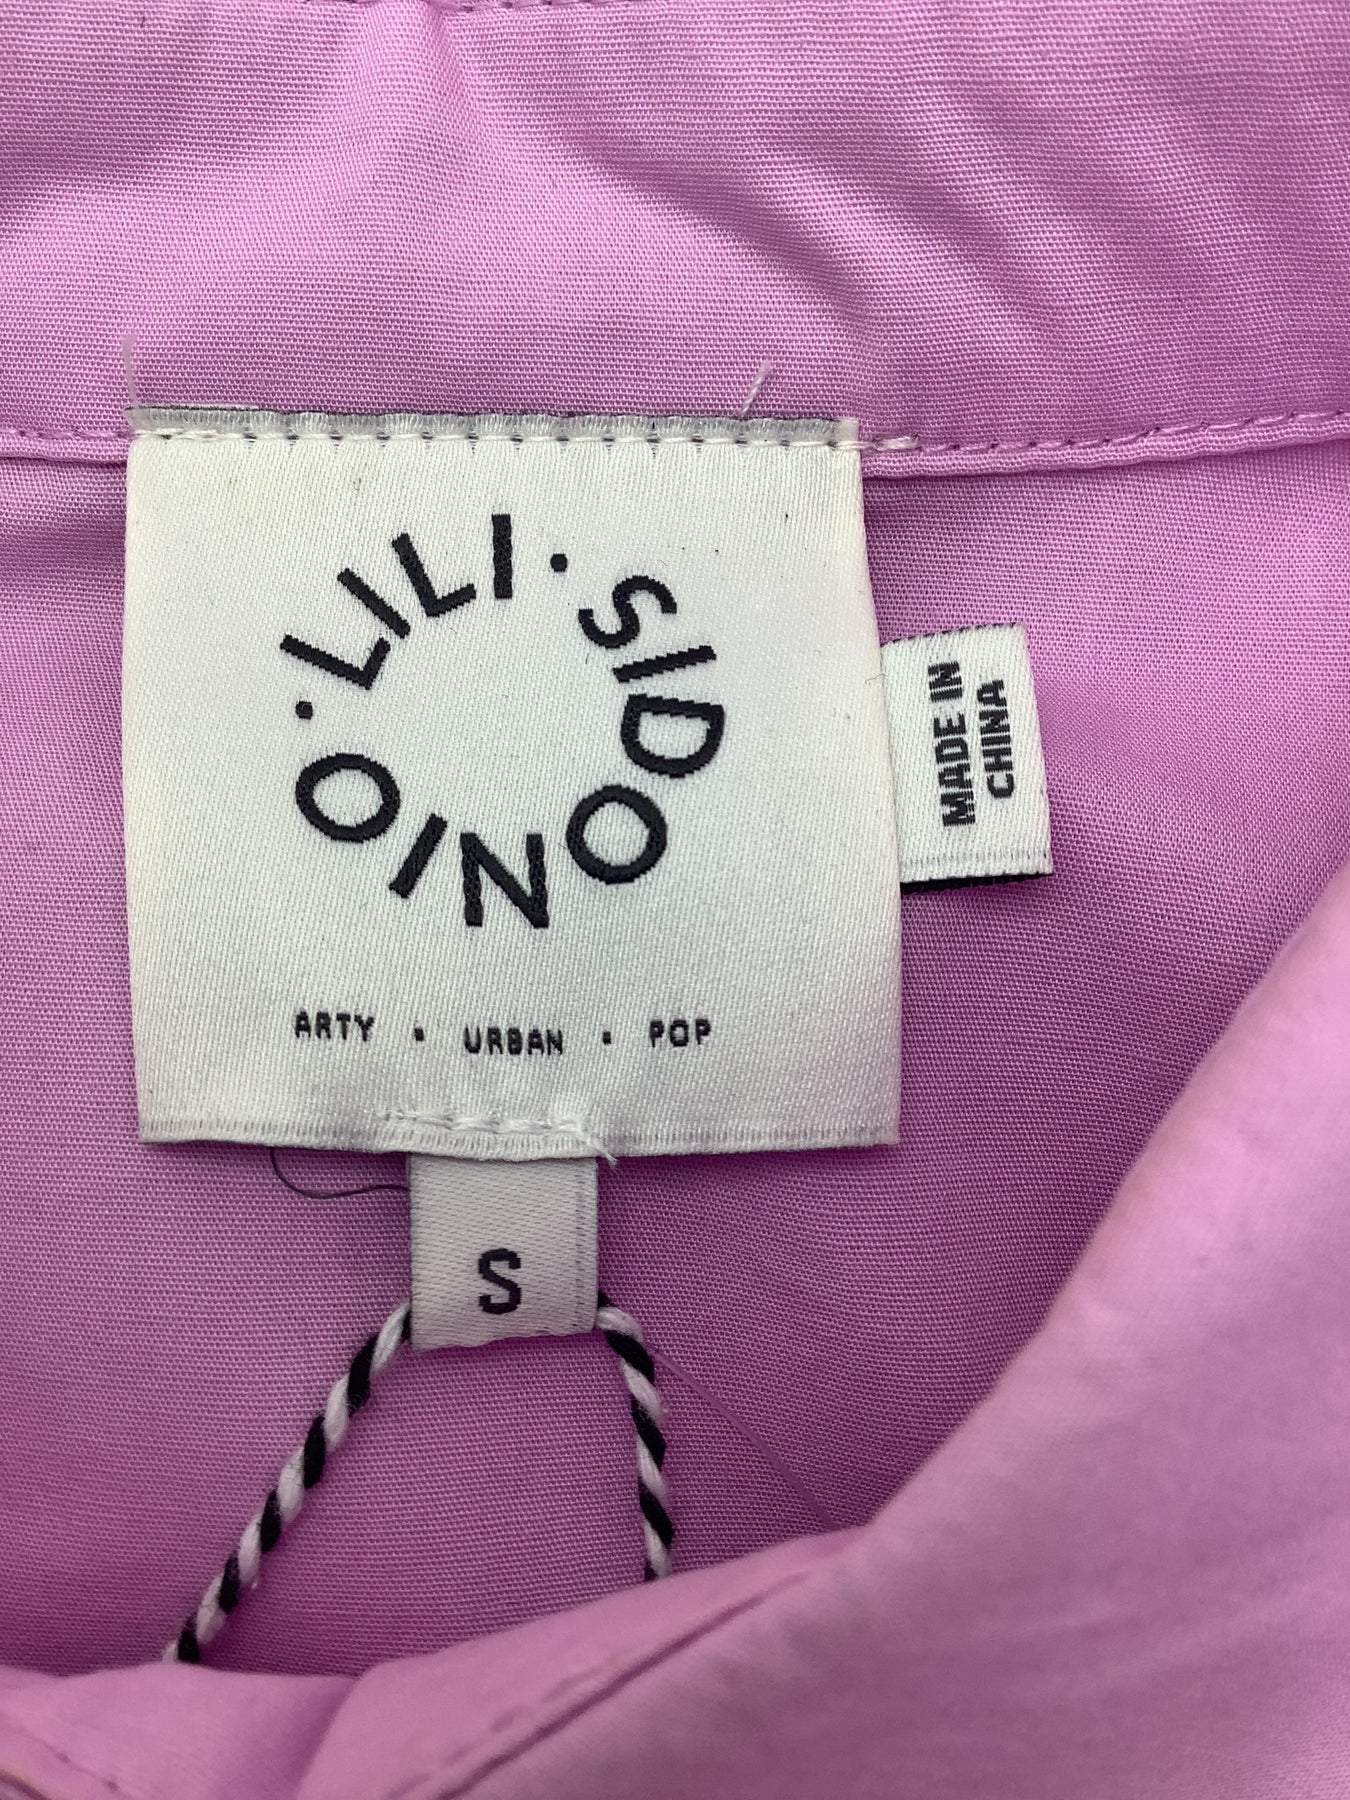 · LILI · SIDONIO
ARTY · URBAN · POP
S
MADE IN
CHINA